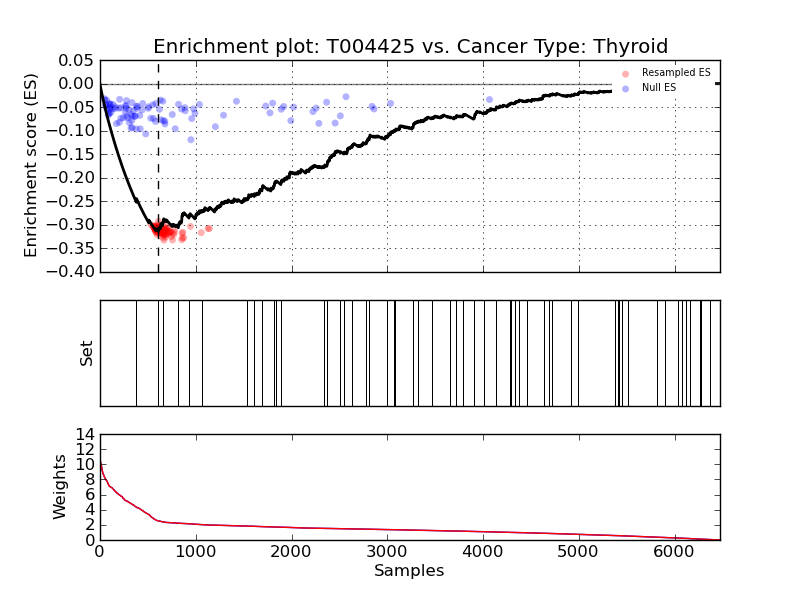 Enrichment plot: T004425 vs. Cancer Type: Thyroid
Enrichment score (ES)
0.05
0.00
−0.05
−0.10
−0.15
−0.20
−0.25
−0.30
−0.35
−0.40
Resampled ES
Null ES
Set
Weights
14
12
10
8
6
4
2
0
0 1000 2000 3000 4000 5000 6000
Samples